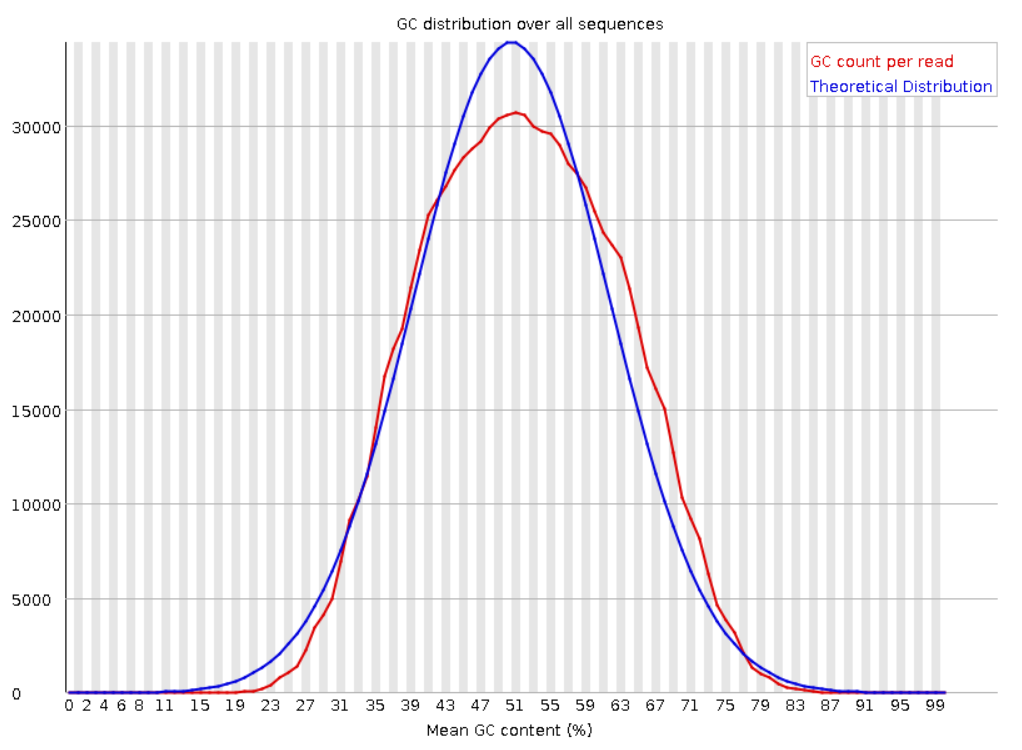 GC distribution over all sequences
GC count per read
Theoretical Distribution
30000
25000
20000
15000
10000
5000
0
0 2 4 6 8 11 15 19 23 27 31 35 39 43 47 51 55 59 63 67 71 75 79 83 87 91 95 99
Mean GC content (%)